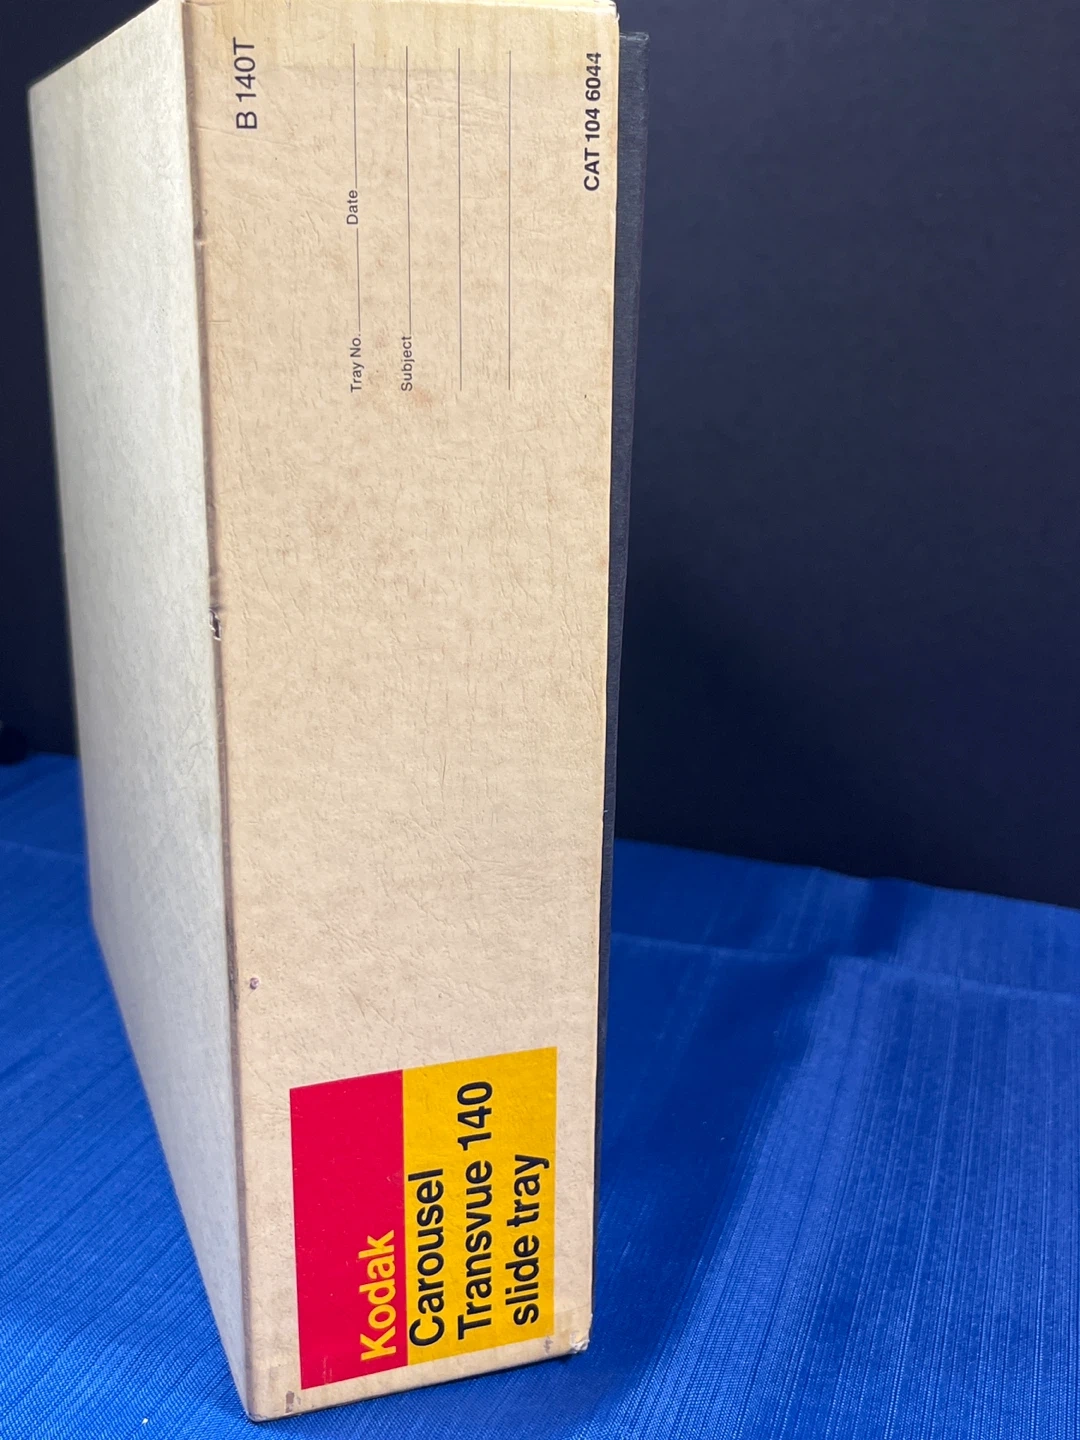 Kodak
Carousel
Transvue 140
slide tray
B 140T
Tray No. Date
Subject
CAT 104 6044